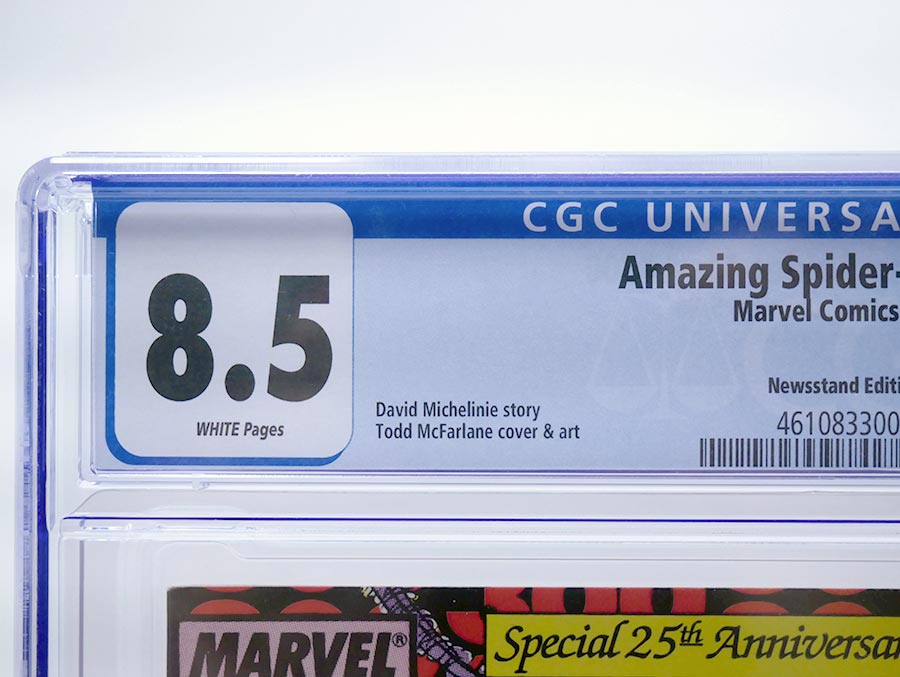 CGC UNIVERSA
8.5
WHITE Pages
Amazing Spider-
Marvel Comics
Newsstand Editi
David Michelinie story
Todd McFarlane cover & art
461083300
300
MARVEL®
Special 25th Anniversar